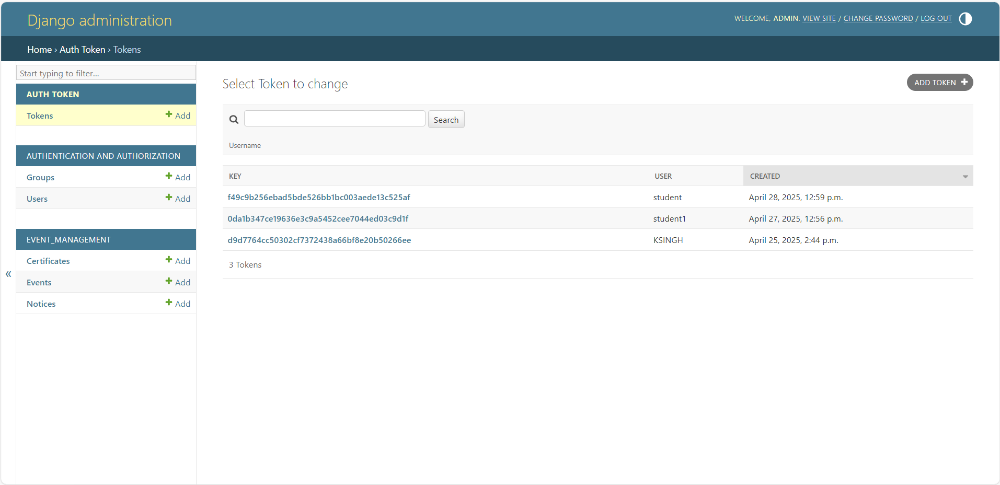 Django administration
WELCOME, ADMIN. VIEW SITE / CHANGE PASSWORD / LOG OUT
Home › Auth Token › Tokens
Start typing to filter...
AUTH TOKEN
Tokens + Add
AUTHENTICATION AND AUTHORIZATION
Groups + Add
Users + Add
EVENT_MANAGEMENT
Certificates + Add
Events + Add
Notices + Add
«
Select Token to change
ADD TOKEN +
Search
Username
KEY USER CREATED
f49c9b256ebad5bde526bb1bc003aede13c525af student April 28, 2025, 12:59 p.m.
0da1b347ce19636e3c9a5452cee7044ed03c9d1f student1 April 27, 2025, 12:56 p.m.
d9d7764cc50302cf7372438a66bf8e20b50266ee KSINGH April 25, 2025, 2:44 p.m.
3 Tokens